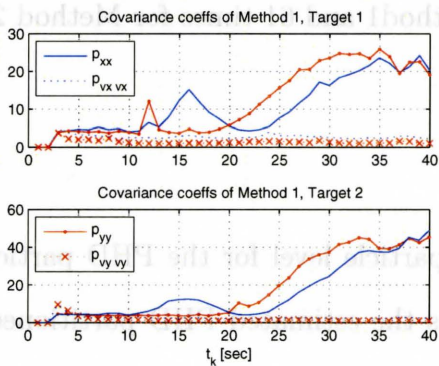 Covariance coeffs of Method 1, Target 1
30
20
10
0
p_xx
p_vx vx
0 5 10 15 20 25 30 35 40
Covariance coeffs of Method 1, Target 2
60
40
20
0
p_yy
p_vy vy
0 5 10 15 20 25 30 35 40
t_k [sec]